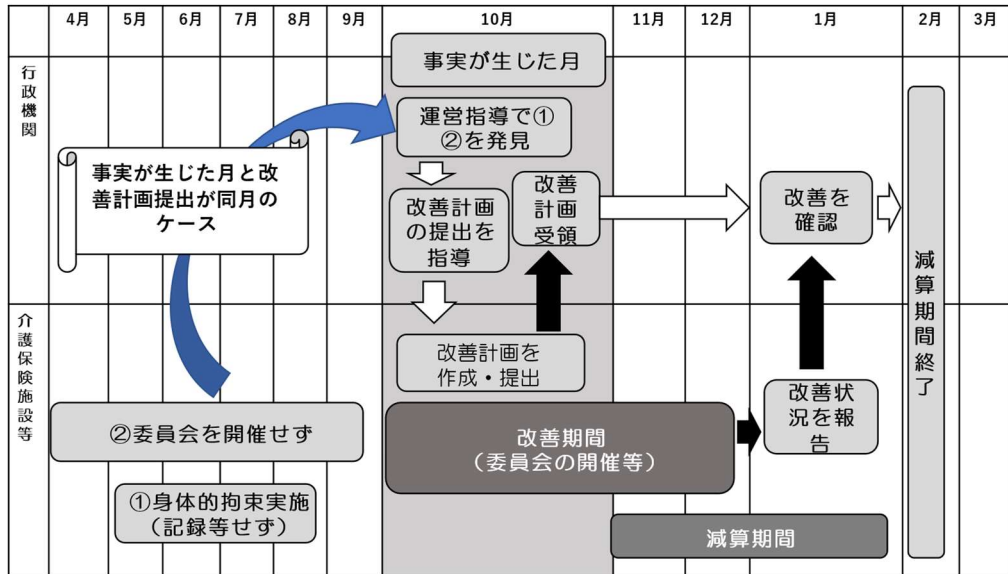 4月
5月
6月
7月
8月
9月
10月
11月
12月
1月
2月
3月
行政機関
事実が生じた月
運営指導で①
②を発見
事実が生じた月と改
善計画提出が同月の
ケース
改善計画
の提出を
指導
改善
計画
受領
改善を
確認
減算期間終了
介護保険施設等
改善計画を
作成・提出
②委員会を開催せず
改善期間
（委員会の開催等）
改善状
況を報
告
①身体的拘束実施
（記録等せず）
減算期間